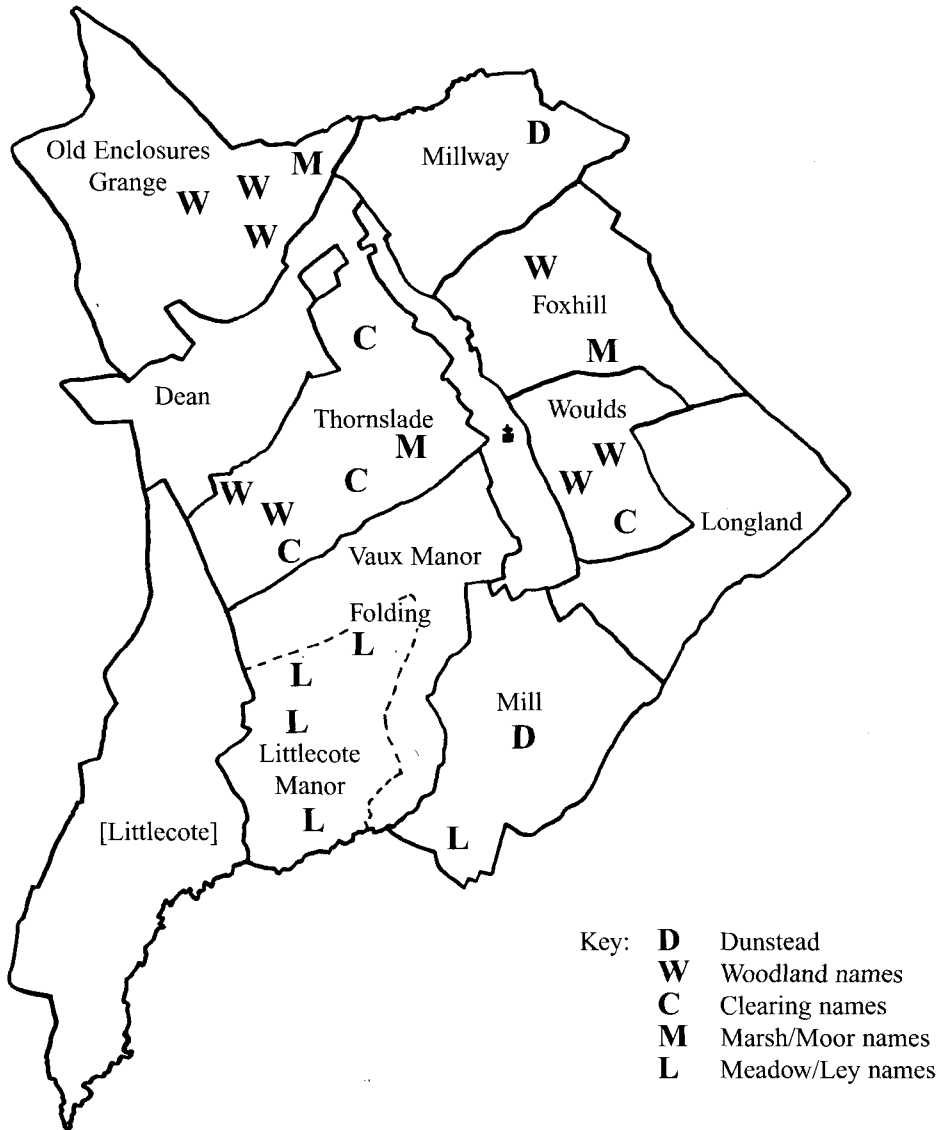 Old Enclosures
Grange
M
W
W
W
Millway
D
W
Foxhill
M
Dean
C
Thornslade
M
C
W
W
C
Woulds
W
W
C
Longland
Vaux Manor
Folding
L
L
L
Littlecote
Manor
L
Mill
D
L
[Littlecote]
Key:
D Dunstead
W Woodland names
C Clearing names
M Marsh/Moor names
L Meadow/Ley names